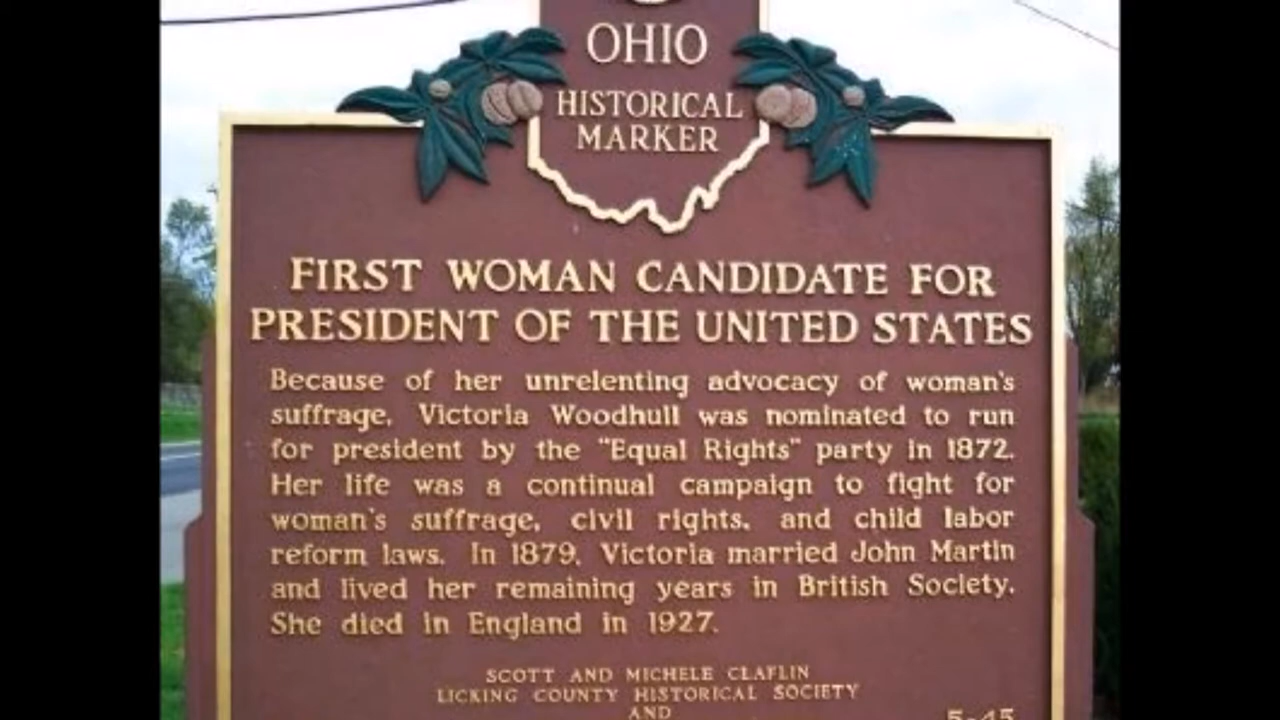 OHIO
HISTORICAL
MARKER
FIRST WOMAN CANDIDATE FOR
PRESIDENT OF THE UNITED STATES
Because of her unrelenting advocacy of woman's
suffrage, Victoria Woodhull was nominated to run
for president by the "Equal Rights" party in 1872.
Her life was a continual campaign to fight for
woman's suffrage, civil rights, and child labor
reform laws. In 1879, Victoria married John Martin
and lived her remaining years in British Society.
She died in England in 1927.
SCOTT AND MICHELE CLAFLIN
LICKING COUNTY HISTORICAL SOCIETY
AND
5-45